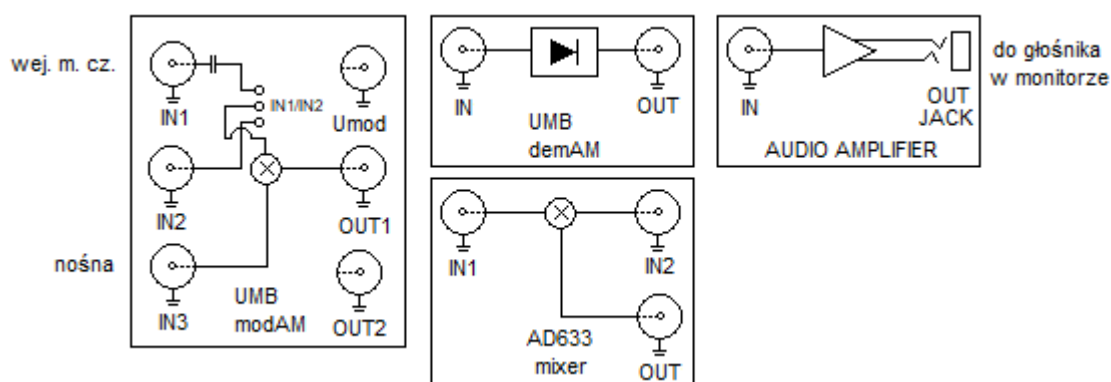 wej. m. cz.
IN1
IN1/IN2
Umod
IN2
OUT1
nośna
IN3
UMB
modAM
OUT2
IN
OUT
UMB
demAM
IN
OUT
JACK
AUDIO AMPLIFIER
do głośnika
w monitorze
IN1
IN2
AD633
mixer
OUT